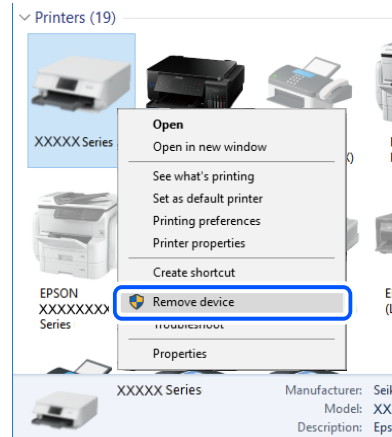 Printers (19)
XXXXX Series
Open
Open in new window
See what's printing
Set as default printer
Printing preferences
Printer properties
Create shortcut
Remove device
Troubleshoot
Properties
EPSON
XXXXXXXX
Series
XXXXX Series
Manufacturer:
Model: XX
Description: